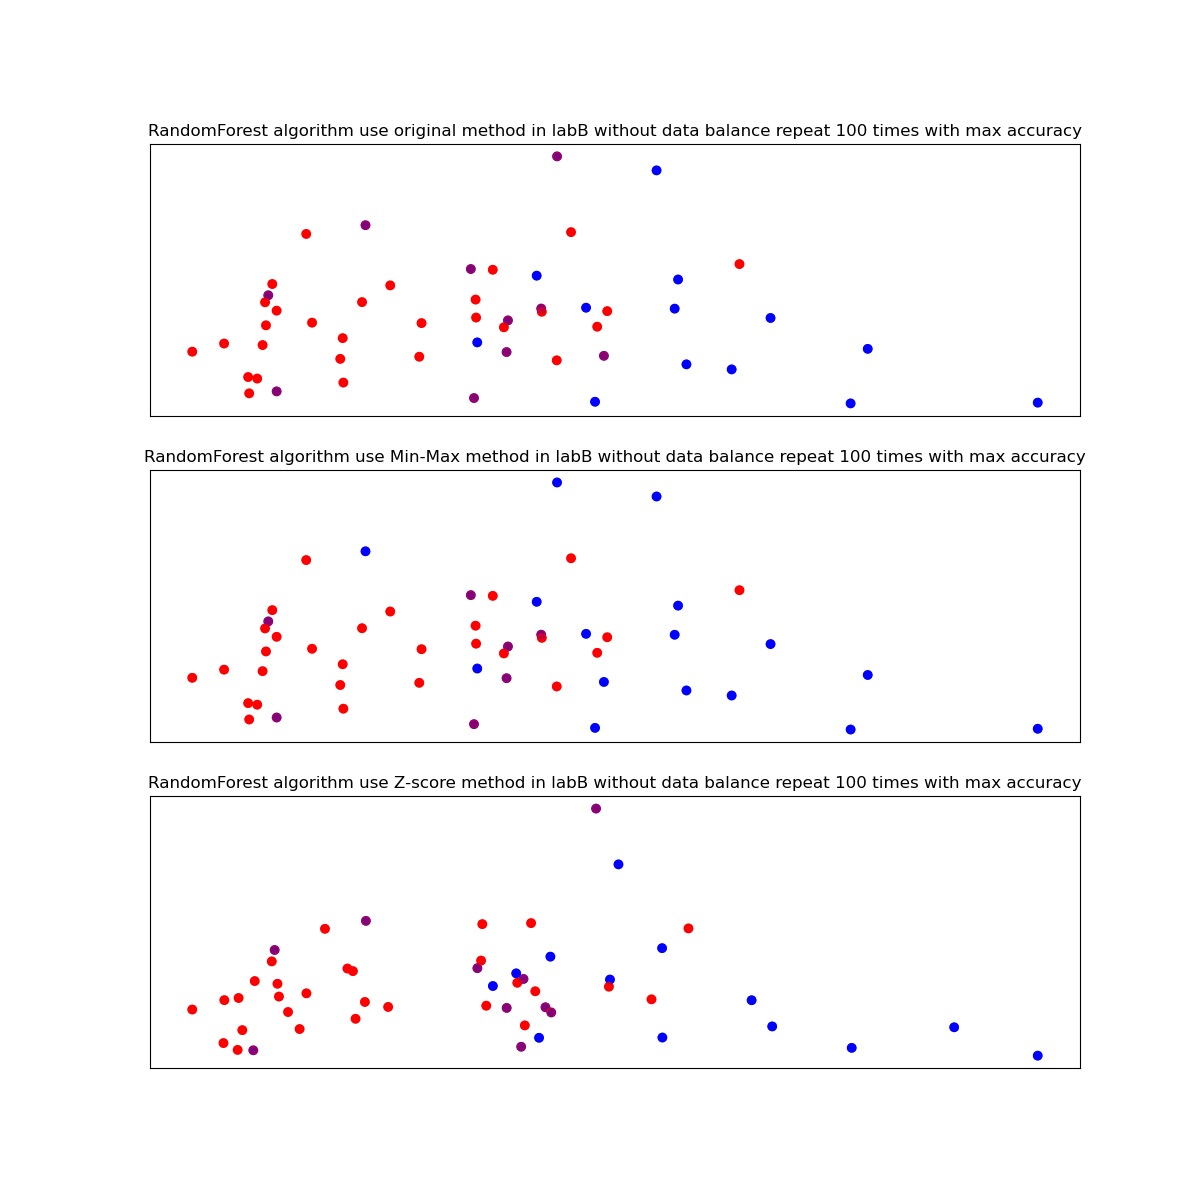 RandomForest algorithm use original method in labB without data balance repeat 100 times with max accuracy
RandomForest algorithm use Min-Max method in labB without data balance repeat 100 times with max accuracy
RandomForest algorithm use Z-score method in labB without data balance repeat 100 times with max accuracy